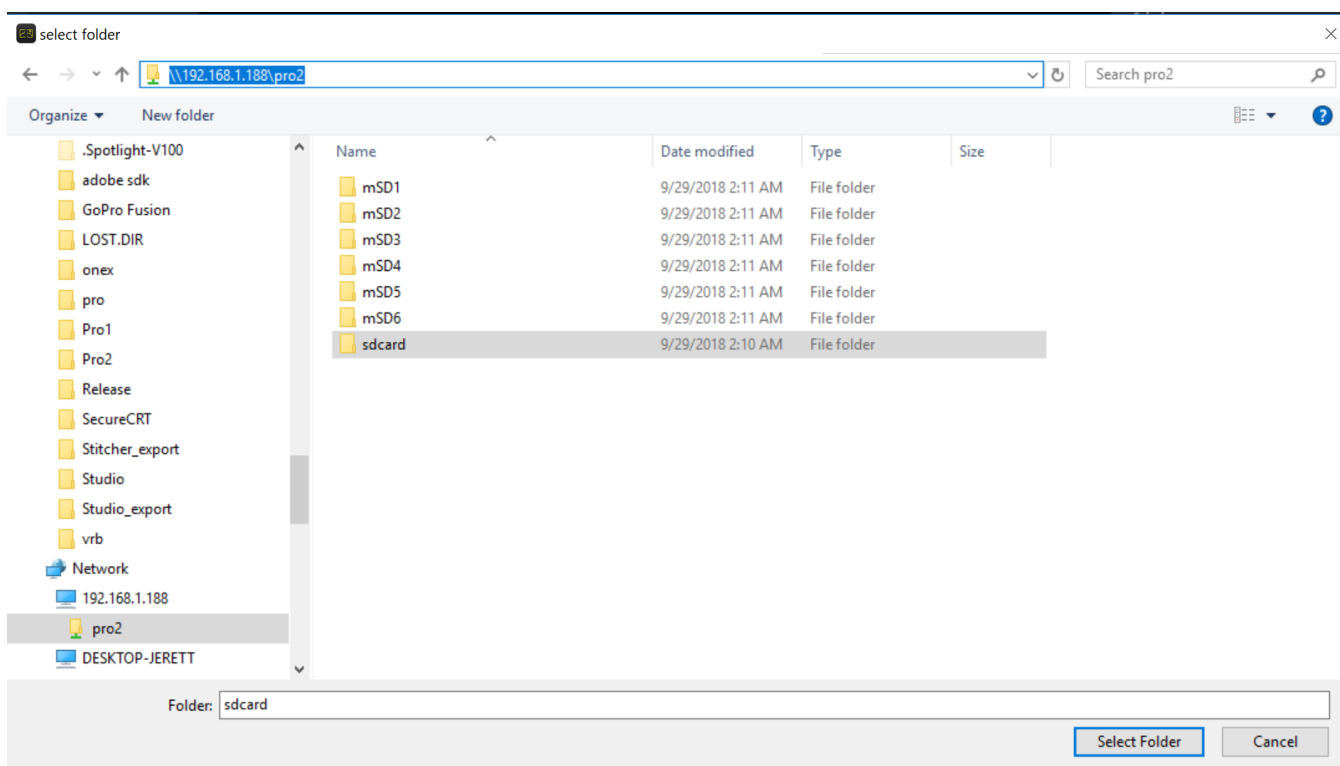 select folder
\\192.168.1.188\pro2
Search pro2
Organize
New folder
.Spotlight-V100
adobe sdk
GoPro Fusion
LOST.DIR
onex
pro
Pro1
Pro2
Release
SecureCRT
Stitcher_export
Studio
Studio_export
vrb
Network
192.168.1.188
pro2
DESKTOP-JERETT
Name Date modified Type Size
mSD1 9/29/2018 2:11 AM File folder
mSD2 9/29/2018 2:11 AM File folder
mSD3 9/29/2018 2:11 AM File folder
mSD4 9/29/2018 2:11 AM File folder
mSD5 9/29/2018 2:11 AM File folder
mSD6 9/29/2018 2:11 AM File folder
sdcard 9/29/2018 2:10 AM File folder
Folder: sdcard
Select Folder
Cancel